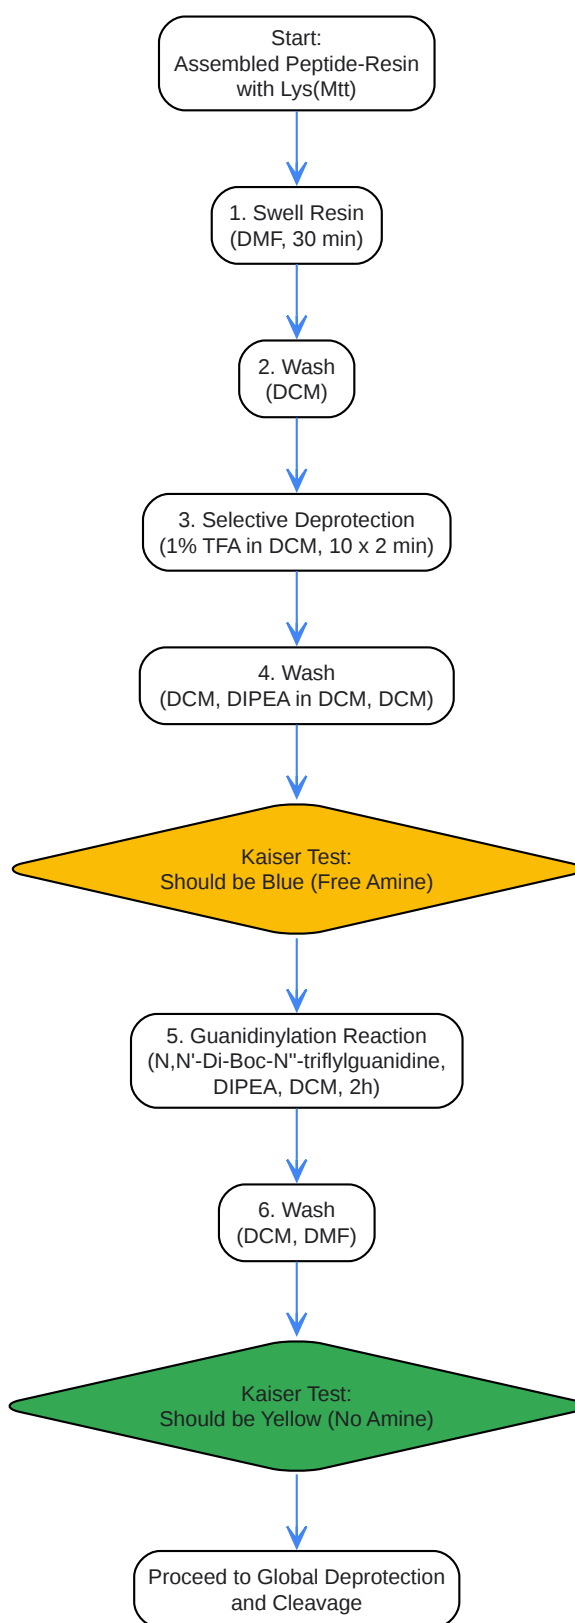 Start:
Assembled Peptide-Resin
with Lys(Mtt)
1. Swell Resin
(DMF, 30 min)
2. Wash
(DCM)
3. Selective Deprotection
(1% TFA in DCM, 10 x 2 min)
4. Wash
(DCM, DIPEA in DCM, DCM)
Kaiser Test:
Should be Blue (Free Amine)
5. Guanidinylation Reaction
(N,N'-Di-Boc-N''-triflylguanidine,
DIPEA, DCM, 2h)
6. Wash
(DCM, DMF)
Kaiser Test:
Should be Yellow (No Amine)
Proceed to Global Deprotection
and Cleavage